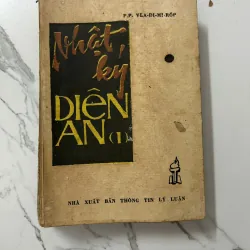 P.P. VLA-ĐI-MI-RỐP
Nhật
ký
DIÊN
AN (1)
NHÀ XUẤT BẢN THÔNG TIN LÝ LUẬN